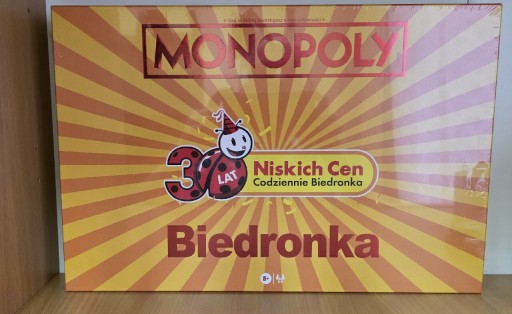 MONOPOLY
30
LAT
Niskich Cen
Codziennie Biedronka
Biedronka
8+